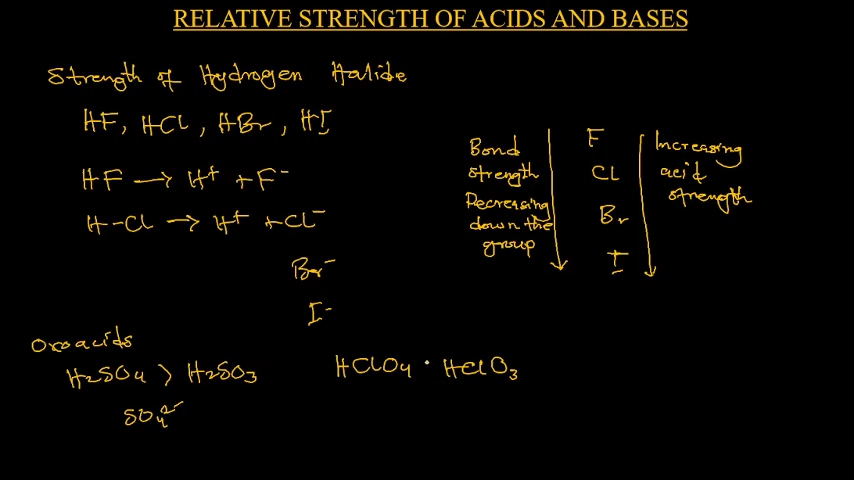 RELATIVE STRENGTH OF ACIDS AND BASES
Strength of Hydrogen Halide
HF, HCl, HBr, HI
HF → H⁺ + F⁻
H-Cl → H⁺ + Cl⁻
Br⁻
I⁻
Bond
strength
Decreasing
down the
group
F
Cl
Br
I
Increasing
acid
strength
Oxoacids
H₂SO₄ > H₂SO₃
HClO₄ · HClO₃
SO₄²⁻